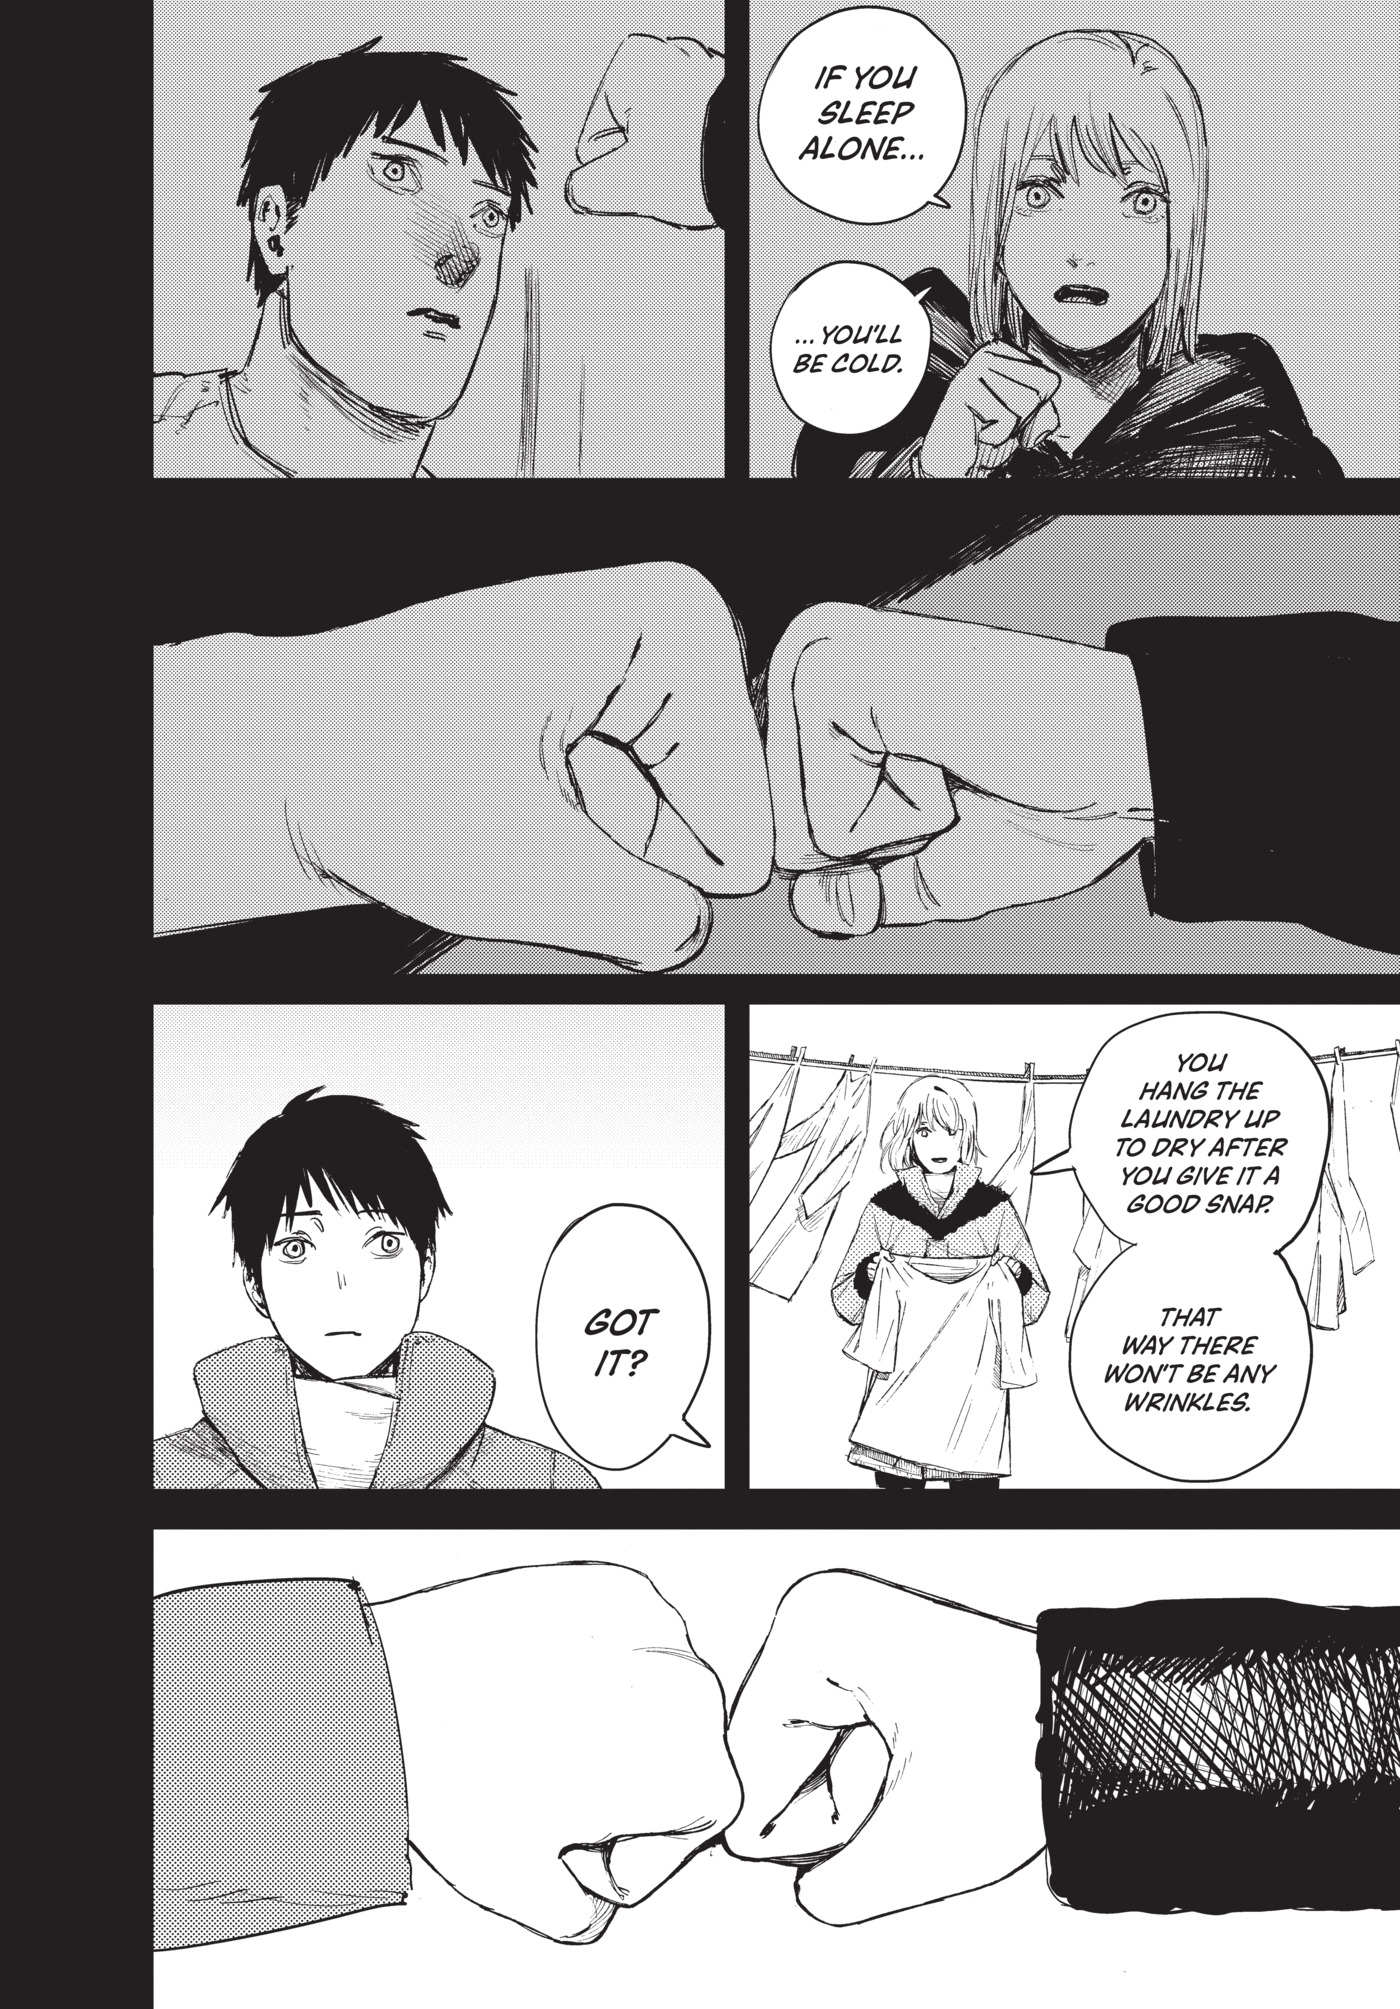 IF YOU
SLEEP
ALONE...
...YOU'LL
BE COLD.
YOU
HANG THE
LAUNDRY UP
TO DRY AFTER
YOU GIVE IT A
GOOD SNAP.
THAT
WAY THERE
WON'T BE ANY
WRINKLES.
GOT
IT?